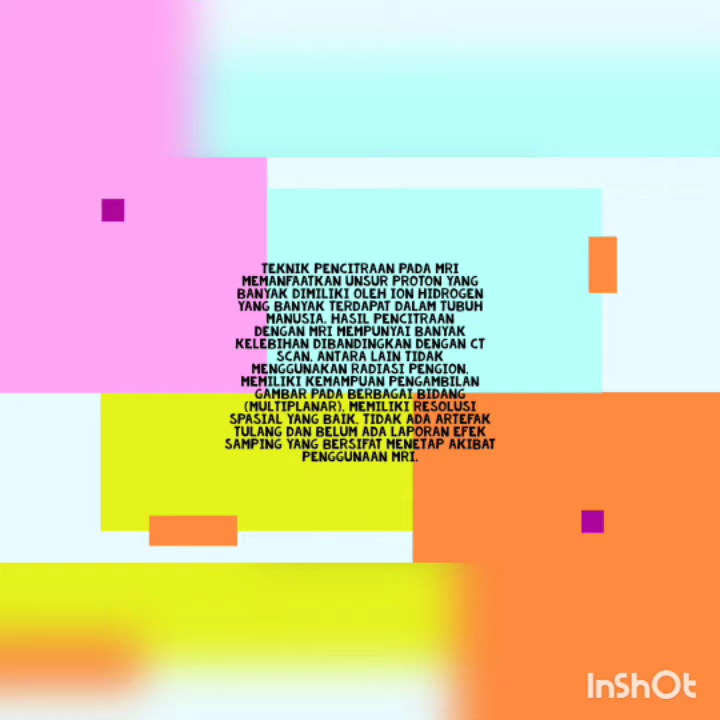 TEKNIK PENCITRAAN PADA MRI
MEMANFAATKAN UNSUR PROTON YANG
BANYAK DIMILIKI OLEH ION HIDROGEN
YANG BANYAK TERDAPAT DALAM TUBUH
MANUSIA. HASIL PENCITRAAN
DENGAN MRI MEMPUNYAI BANYAK
KELEBIHAN DIBANDINGKAN DENGAN CT
SCAN, ANTARA LAIN TIDAK
MENGGUNAKAN RADIASI PENGION,
MEMILIKI KEMAMPUAN PENGAMBILAN
GAMBAR PADA BERBAGAI BIDANG
(MULTIPLANAR), MEMILIKI RESOLUSI
SPASIAL YANG BAIK, TIDAK ADA ARTEFAK
TULANG DAN BELUM ADA LAPORAN EFEK
SAMPING YANG BERSIFAT MENETAP AKIBAT
PENGGUNAAN MRI.
InShOt